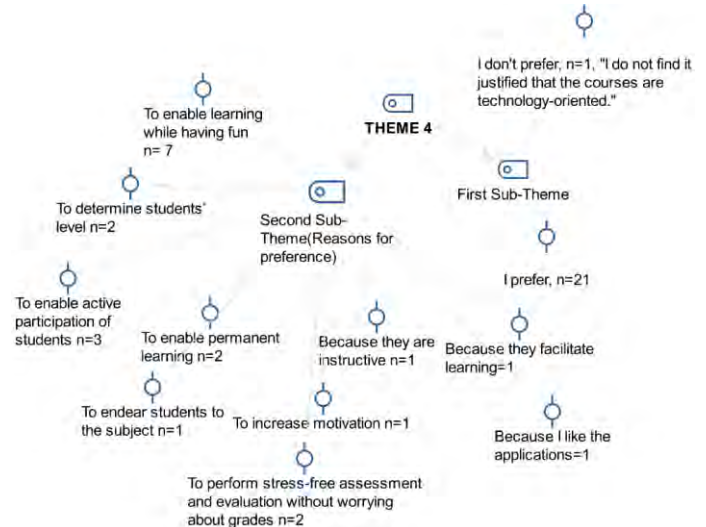 I don't prefer, n=1, "I do not find it
justified that the courses are
technology-oriented."
To enable learning
while having fun
n= 7
THEME 4
First Sub-Theme
To determine students'
level n=2
Second Sub-
Theme(Reasons for
preference)
I prefer, n=21
To enable active
participation of
students n=3
To enable permanent
learning n=2
Because they are
instructive n=1
Because they facilitate
learning=1
To endear students to
the subject n=1
To increase motivation n=1
Because I like the
applications=1
To perform stress-free assessment
and evaluation without worrying
about grades n=2